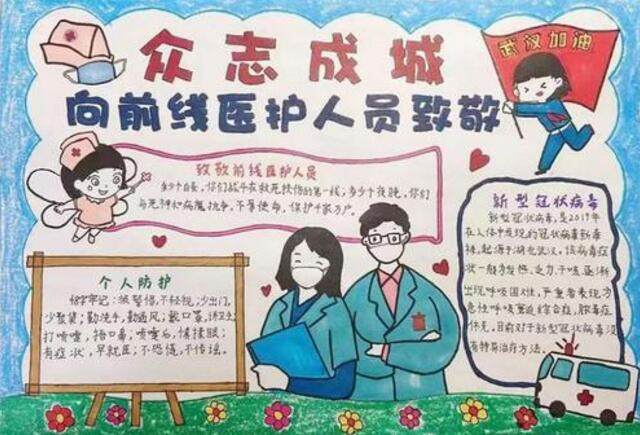 众志成城
武汉加油
向前线医护人员致敬
致敬前线医护人员
多少个白昼,你们战斗在救死扶伤的第一线;多少个夜晚,你们
与死神和病魔抗争,不辱使命,保护千家万户。
新型冠状病毒
新型冠状病毒,是2019年
在人体中发现的冠状病毒新毒
株,起源于湖北武汉,该病毒症
状一般为发热、乏力、干咳、逐渐
出现呼吸困难,严重者表现为
急性呼吸窘迫综合症,脓毒症
休克,目前对于新型冠状病毒没
有特异治疗方法。
个人防护
牢记:提警惕,不轻视;少出门,
少聚餐;勤洗手,勤通风;戴口罩,讲卫生;
打喷嚏,捂口鼻;喷嚏后,慎揉眼;
有症状,早就医;不恐慌,不传谣。